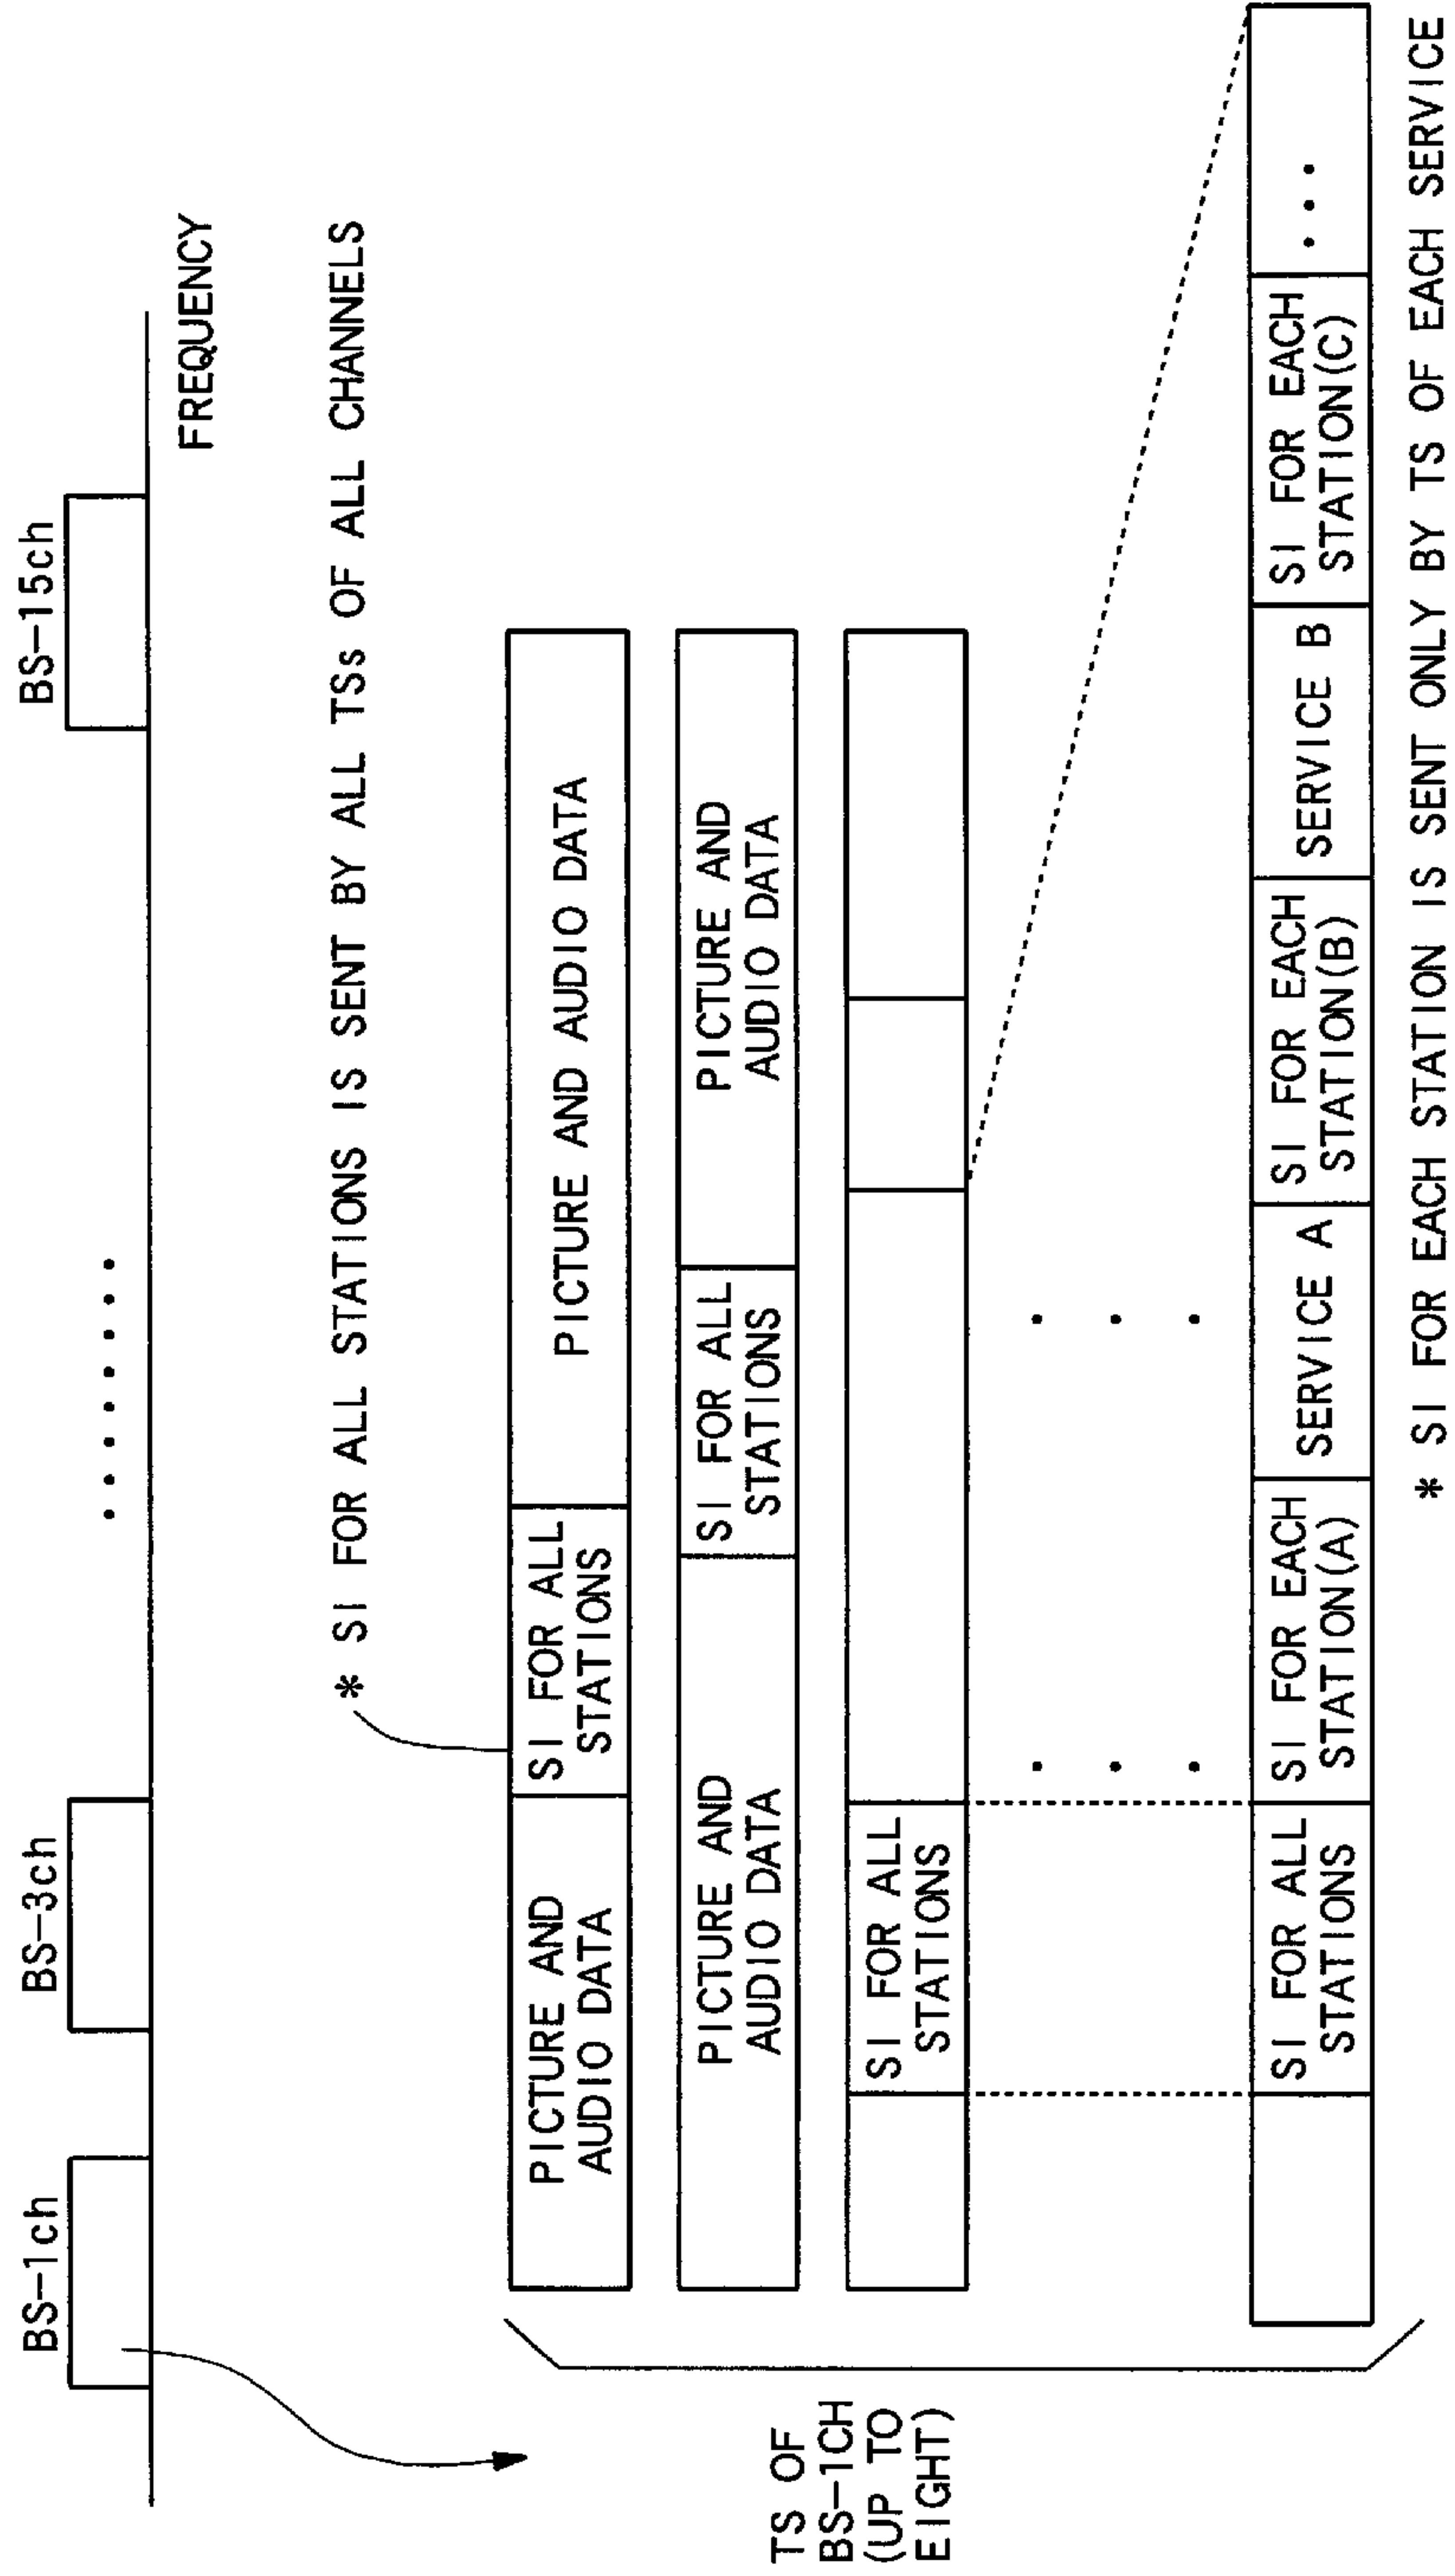 BS-1ch
BS-3ch
BS-15ch
FREQUENCY
* SI FOR ALL STATIONS IS SENT BY ALL TSs OF ALL CHANNELS
PICTURE AND
AUDIO DATA
SI FOR ALL
STATIONS
PICTURE AND AUDIO DATA
PICTURE AND
AUDIO DATA
SI FOR ALL
STATIONS
PICTURE AND
AUDIO DATA
TS OF
BS-1CH
(UP TO
EIGHT)
SI FOR ALL
STATIONS
SI FOR ALL
STATIONS
SI FOR EACH
STATION(A)
SERVICE A
SI FOR EACH
STATION(B)
SERVICE B
SI FOR EACH
STATION(C)
* SI FOR EACH STATION IS SENT ONLY BY TS OF EACH SERVICE